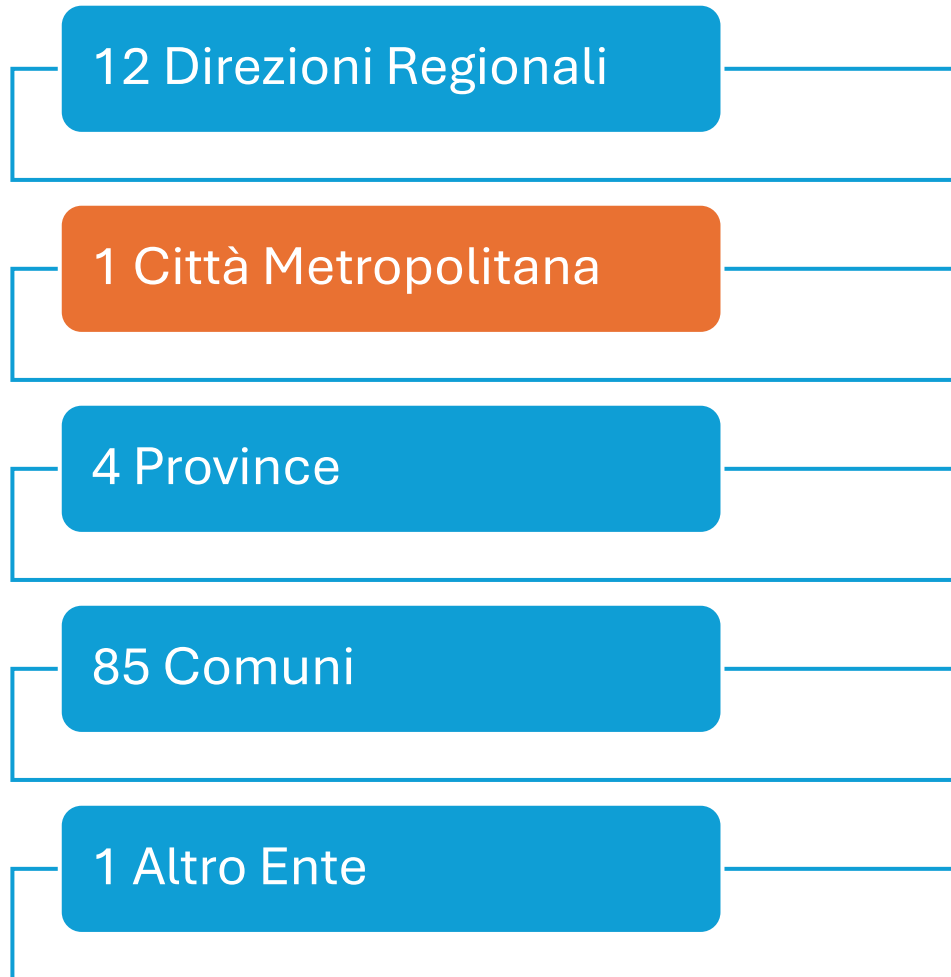 12 Direzioni Regionali
1 Città Metropolitana
4 Province
85 Comuni
1 Altro Ente